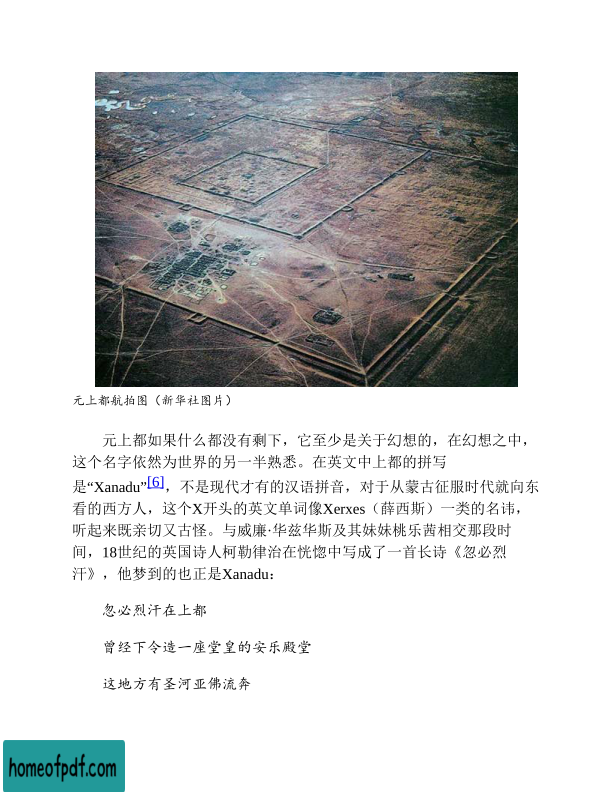 元上都航拍图（新华社图片）
元上都如果什么都没有剩下，它至少是关于幻想的，在幻想之中，
这个名字依然为世界的另一半熟悉。在英文中上都的拼写
是“Xanadu”[6]，不是现代才有的汉语拼音，对于从蒙古征服时代就向东
看的西方人，这个X开头的英文单词像Xerxes（薛西斯）一类的名讳，
听起来既亲切又古怪。与威廉·华兹华斯及其妹妹桃乐茜相交那段时
间，18世纪的英国诗人柯勒律治在恍惚中写成了一首长诗《忽必烈
汗》，他梦到的也正是Xanadu：
忽必烈汗在上都
曾经下令造一座堂皇的安乐殿堂
这地方有圣河亚佛流奔
homeofpdf.com